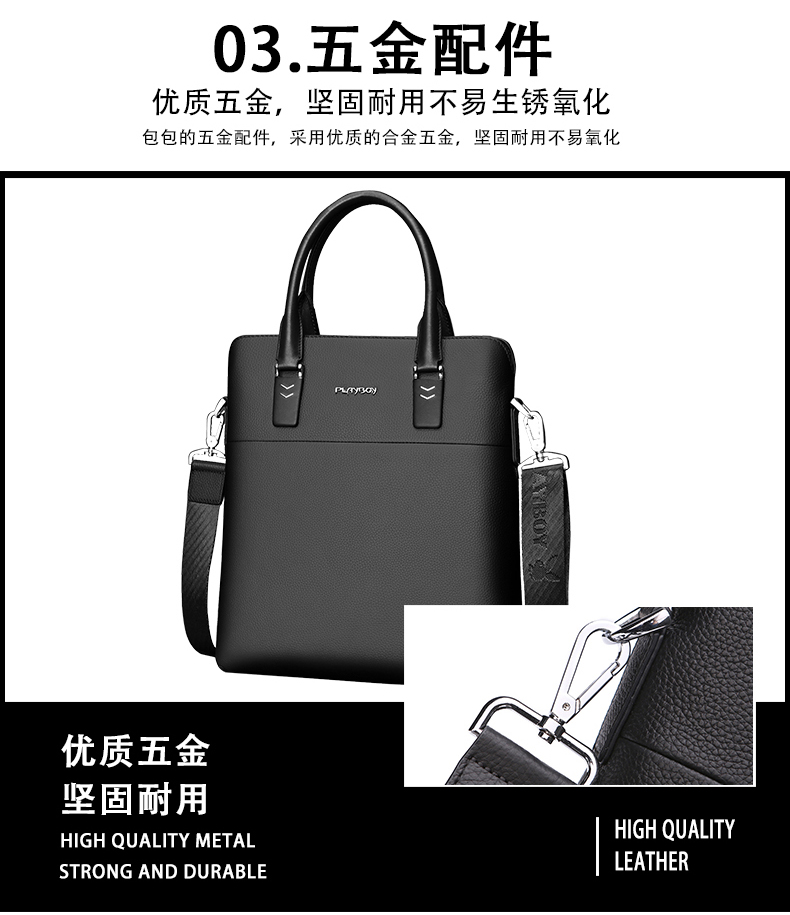 03.五金配件
优质五金，坚固耐用不易生锈氧化
包包的五金配件，采用优质的合金五金，坚固耐用不易氧化
PLAYBOY
AYBOY
优质五金
坚固耐用
HIGH QUALITY METAL
STRONG AND DURABLE
HIGH QUALITY
LEATHER